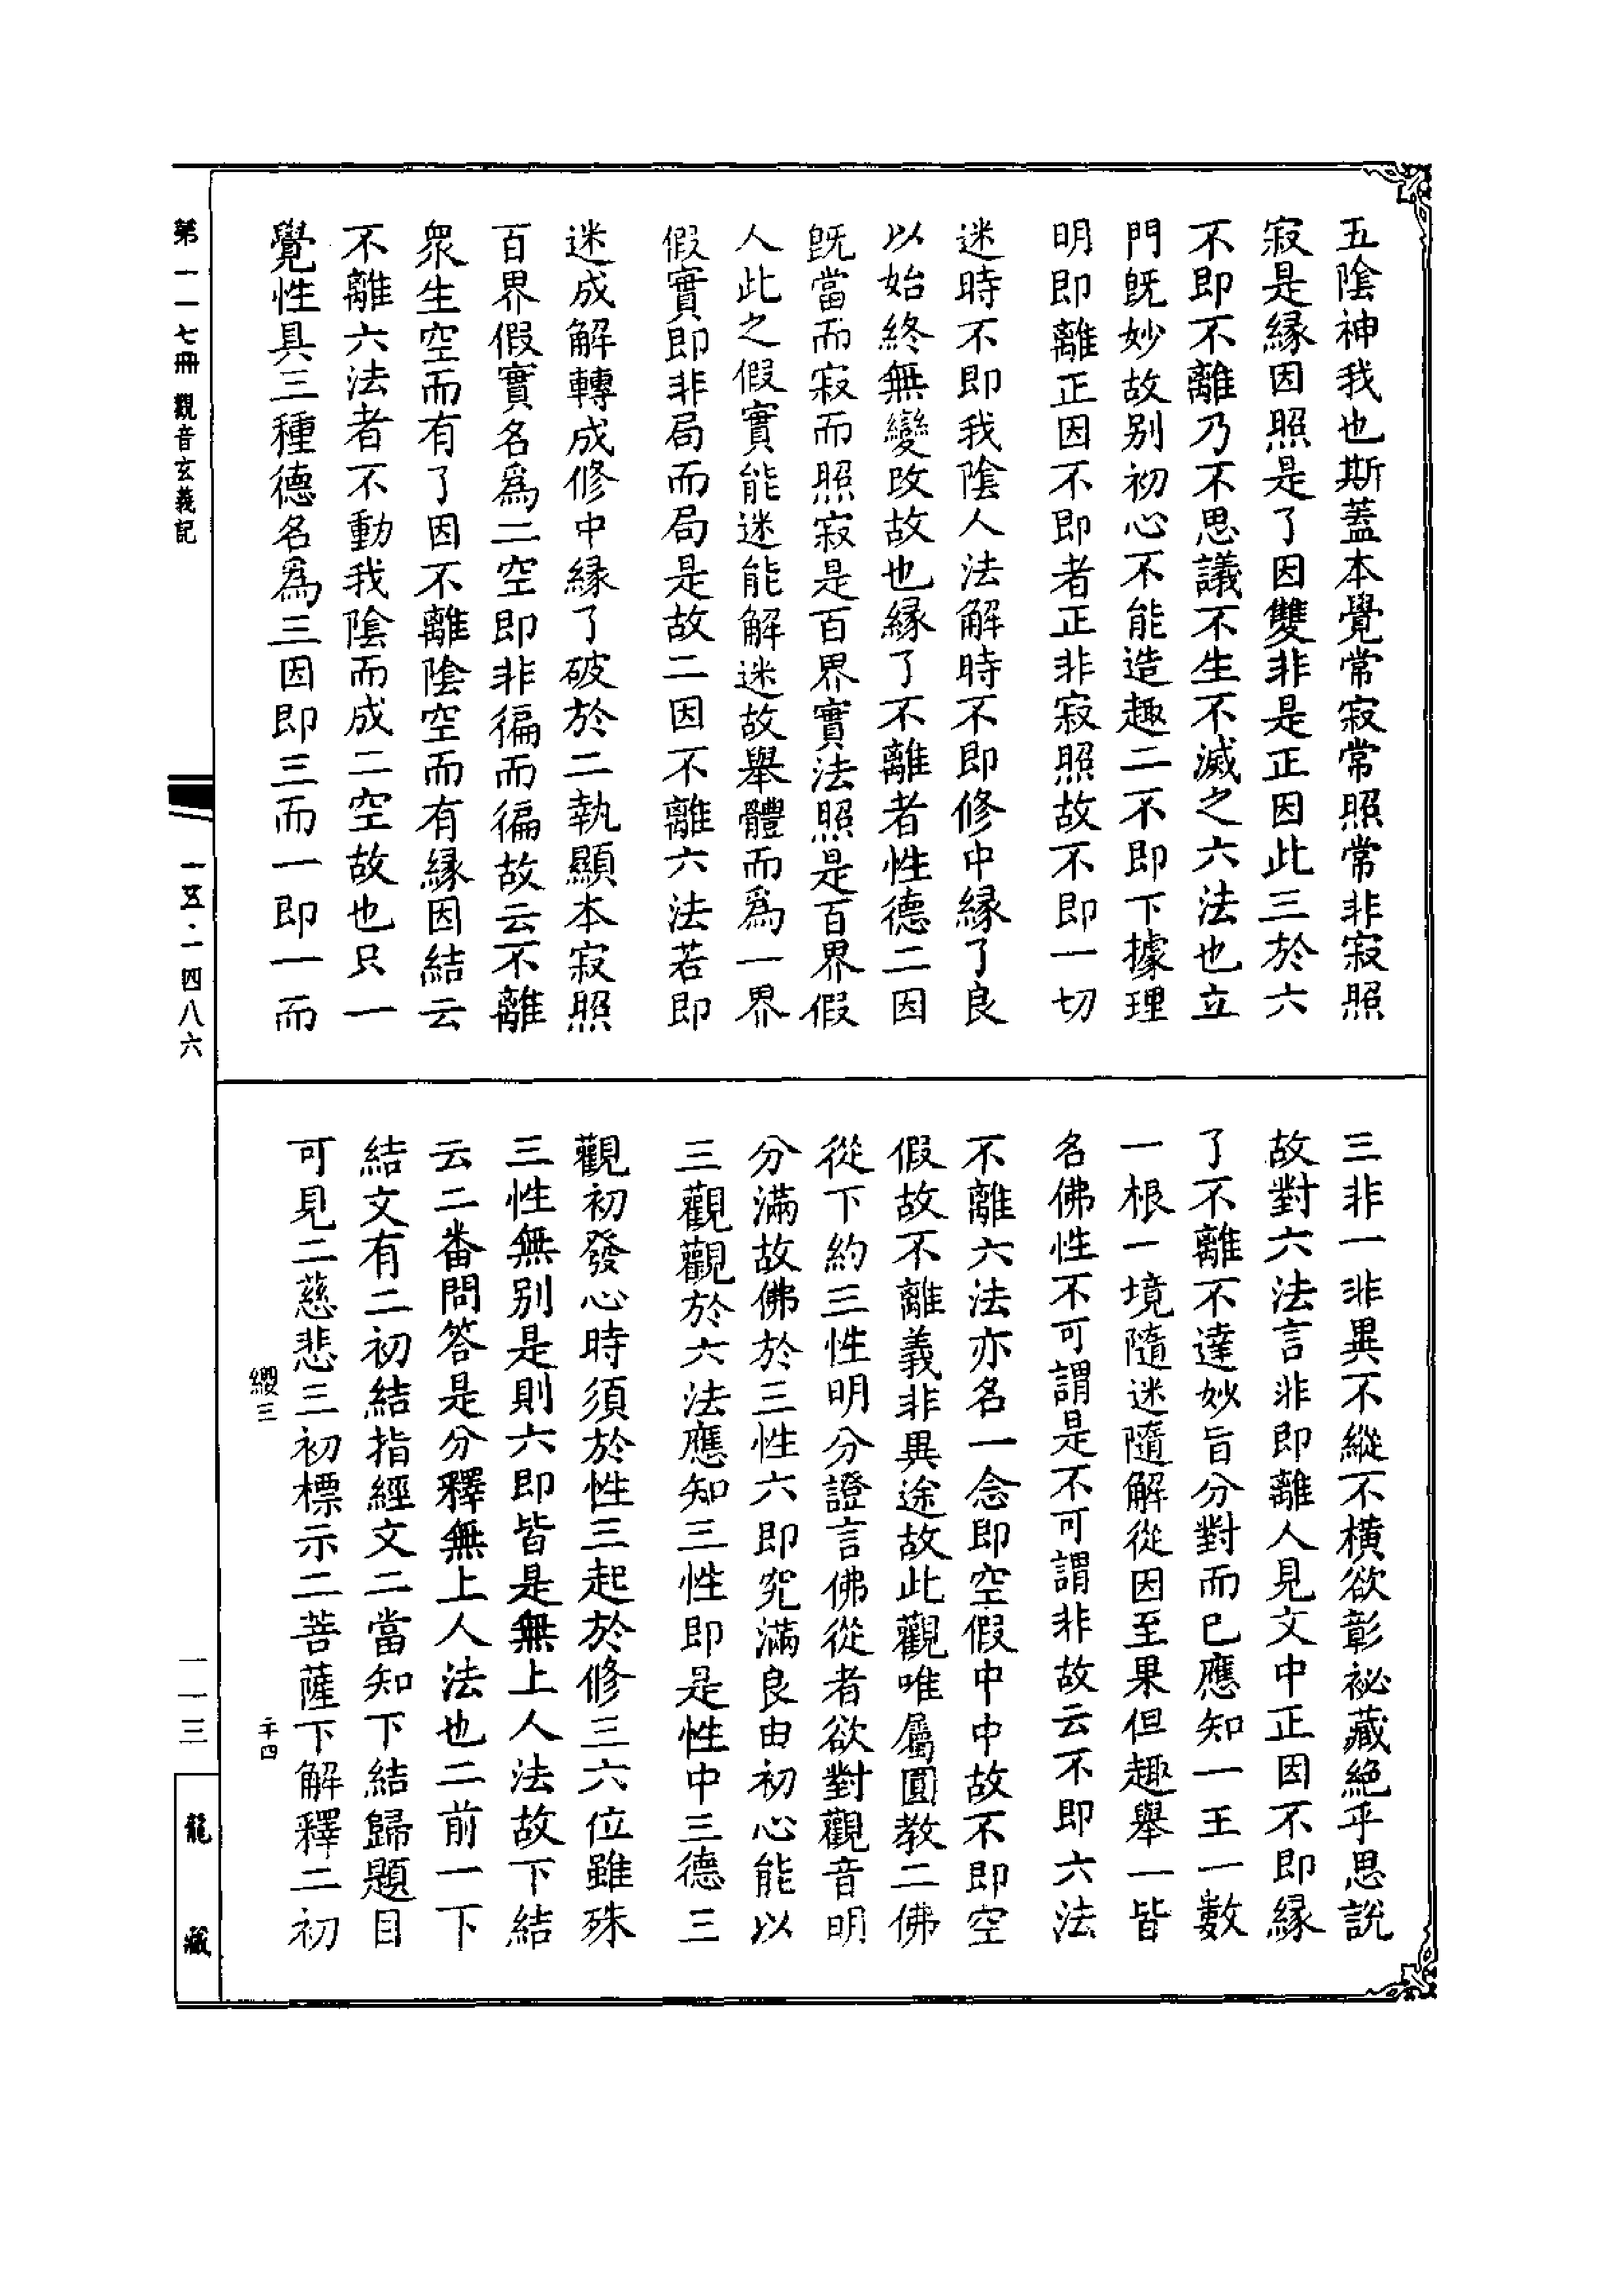 五陰神我也斯蓋本覺常寂常照常非寂照
寂是緣因照是了因雙非是正因此三於六
不即不離乃不思議不生不滅之六法也立
門旣妙故别初心不能造趣二不即下據理
明即離正因不即者正非寂照故不即一切
迷時不即我陰人法解時不即修中緣了良
以始終無變改故也緣了不離者性德二因
旣當而寂而照寂是百界實法照是百界假
人此之假實能迷能解迷故舉體而爲一界
假實即非局而局是故二因不離六法若即
迷成解轉成修中緣了破於二執顯本寂照
百界假實名爲二空即非徧而徧故云不離
衆生空而有了因不離陰空而有緣因結云
不離六法者不動我陰而成二空故也只一
覺性具三種德名爲三因即三而一即一而
三非一非異不縱不橫欲彰祕藏絕乎思說
故對六法言非即離人見文中正因不即緣
了不離不達妙旨分對而已應知一王一數
一根一境隨迷隨解從因至果但趣舉一皆
名佛性不可謂是不可謂非故云不即六法
不離六法亦名一念即空假中中故不即空
假故不離義非異途故此觀唯屬圓教二佛
從下約三性明分證言佛從者欲對觀音明
分滿故佛於三性六即究滿良由初心能以
三觀觀於六法應知三性即是性中三德三
觀初發心時須於性三起於修三六位雖殊
三性無别是則六即皆是無上人法故下結
云二番問答是分釋無上人法也二前一下
結文有二初結指經文二當知下結歸題目
可見二慈悲三初標示二菩薩下解釋二初
纓三
十四
第一一七冊 觀音玄義記
一五·一四八六
一一三
龍藏